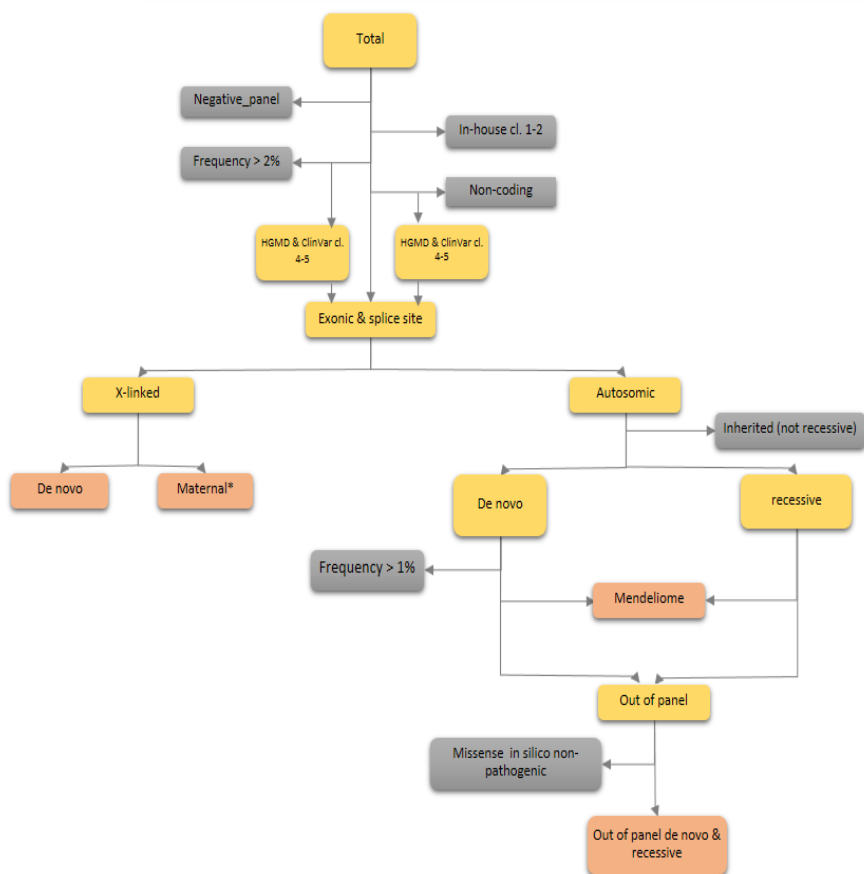 Total
Negative_panel
In-house cl. 1-2
Frequency > 2%
Non-coding
HGMD & ClinVar cl.
4-5
HGMD & ClinVar cl.
4-5
Exonic & splice site
X-linked
Autosomic
Inherited (not recessive)
De novo
Maternal*
De novo
recessive
Frequency > 1%
Mendeliome
Out of panel
Missense in silico non-
pathogenic
Out of panel de novo &
recessive